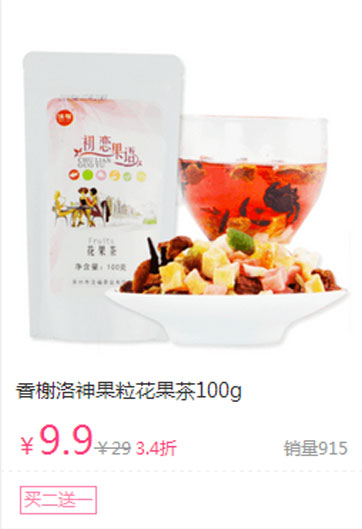 初恋果语
CHU LIAN
GUO YU
Fruits
花果茶
净含量：100克
香榭洛神果粒花果茶100g
¥9.9 ¥29 3.4折 销量915
买二送一